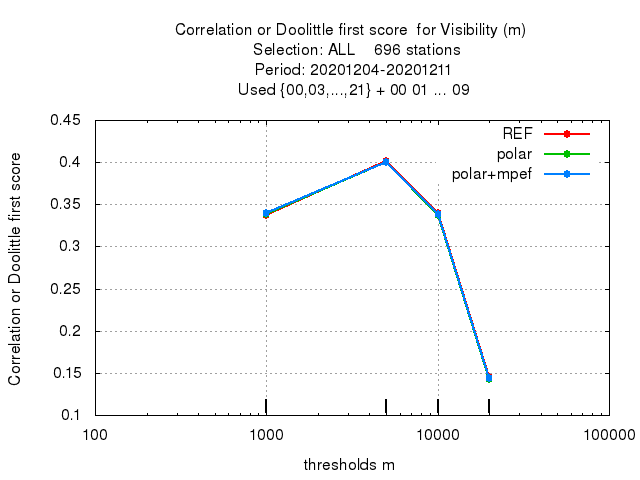 Correlation or Doolittle first score  for Visibility (m)
Selection: ALL    696 stations
Period: 20201204-20201211
Used {00,03,...,21} + 00 01 ... 09
Correlation or Doolittle first score
0.45
0.4
0.35
0.3
0.25
0.2
0.15
0.1
REF
polar
polar+mpef
100 1000 10000 100000
thresholds m